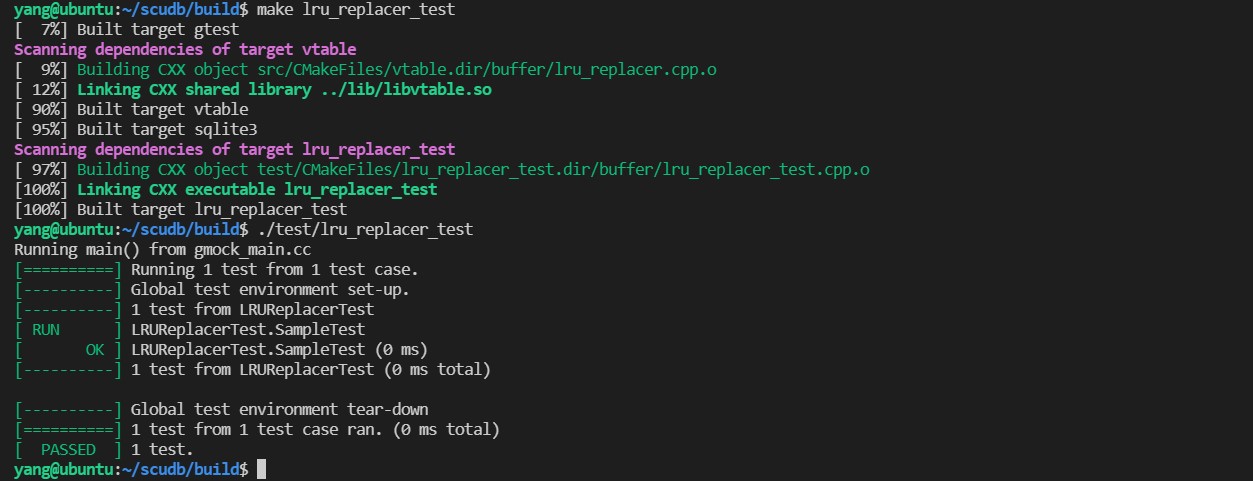 yang@ubuntu:~/scudb/build$ make lru_replacer_test
[  7%] Built target gtest
Scanning dependencies of target vtable
[  9%] Building CXX object src/CMakeFiles/vtable.dir/buffer/lru_replacer.cpp.o
[ 12%] Linking CXX shared library ../lib/libvtable.so
[ 90%] Built target vtable
[ 95%] Built target sqlite3
Scanning dependencies of target lru_replacer_test
[ 97%] Building CXX object test/CMakeFiles/lru_replacer_test.dir/buffer/lru_replacer_test.cpp.o
[100%] Linking CXX executable lru_replacer_test
[100%] Built target lru_replacer_test
yang@ubuntu:~/scudb/build$ ./test/lru_replacer_test
Running main() from gmock_main.cc
[==========] Running 1 test from 1 test case.
[----------] Global test environment set-up.
[----------] 1 test from LRUReplacerTest
[ RUN      ] LRUReplacerTest.SampleTest
[       OK ] LRUReplacerTest.SampleTest (0 ms)
[----------] 1 test from LRUReplacerTest (0 ms total)

[----------] Global test environment tear-down
[==========] 1 test from 1 test case ran. (0 ms total)
[  PASSED  ] 1 test.
yang@ubuntu:~/scudb/build$